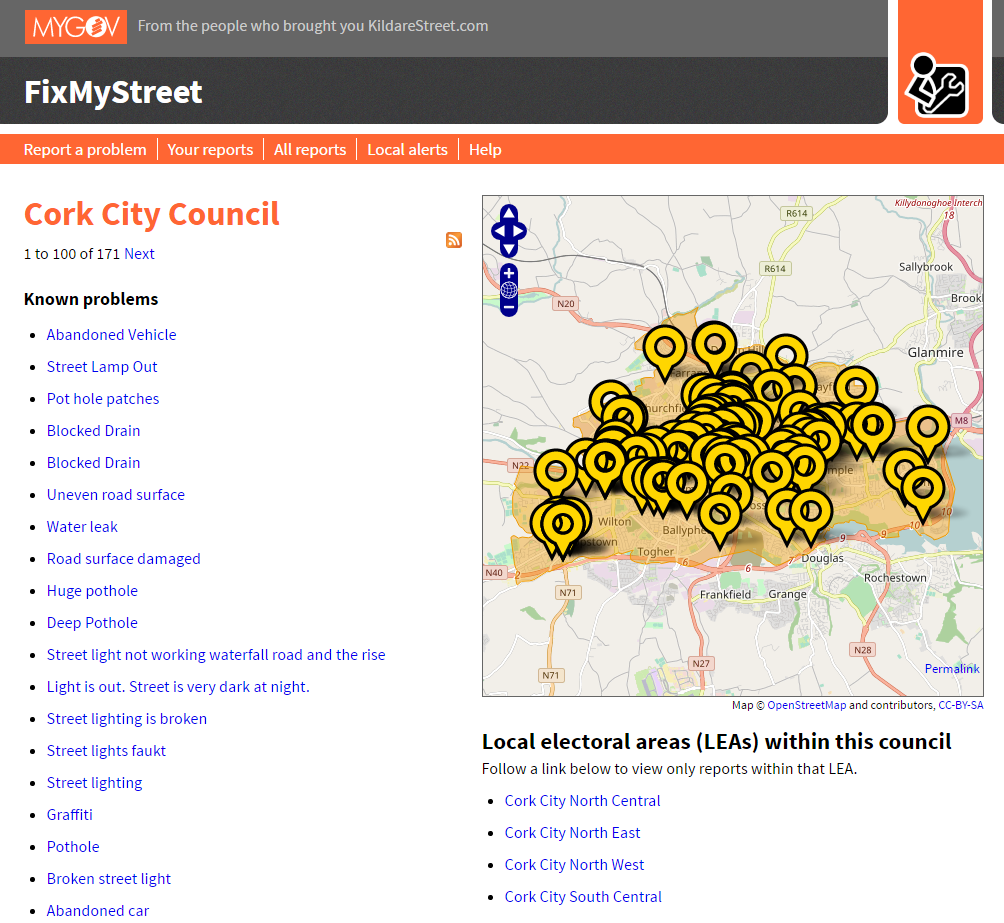 MYGOV
From the people who brought you KildareStreet.com
FixMyStreet
Report a problem
Your reports
All reports
Local alerts
Help
Cork City Council
1 to 100 of 171 Next
Known problems
Abandoned Vehicle
Street Lamp Out
Pot hole patches
Blocked Drain
Blocked Drain
Uneven road surface
Water leak
Road surface damaged
Huge pothole
Deep Pothole
Street light not working waterfall road and the rise
Light is out. Street is very dark at night.
Street lighting is broken
Street lights faukt
Street lighting
Graffiti
Pothole
Broken street light
Abandoned car
Killydonoghoe Interch
18
R614
R614
Sallybrook
N20
Brookl
Glanmire
M8
N22
Wilton
Ballyphe
Togher
Douglas
Rochestown
Frankfield
Grange
N40
N71
N71
N27
N28
6
6
7
9
9
10
10
+
−
Permalink
Map © OpenStreetMap and contributors, CC-BY-SA
Local electoral areas (LEAs) within this council
Follow a link below to view only reports within that LEA.
Cork City North Central
Cork City North East
Cork City North West
Cork City South Central